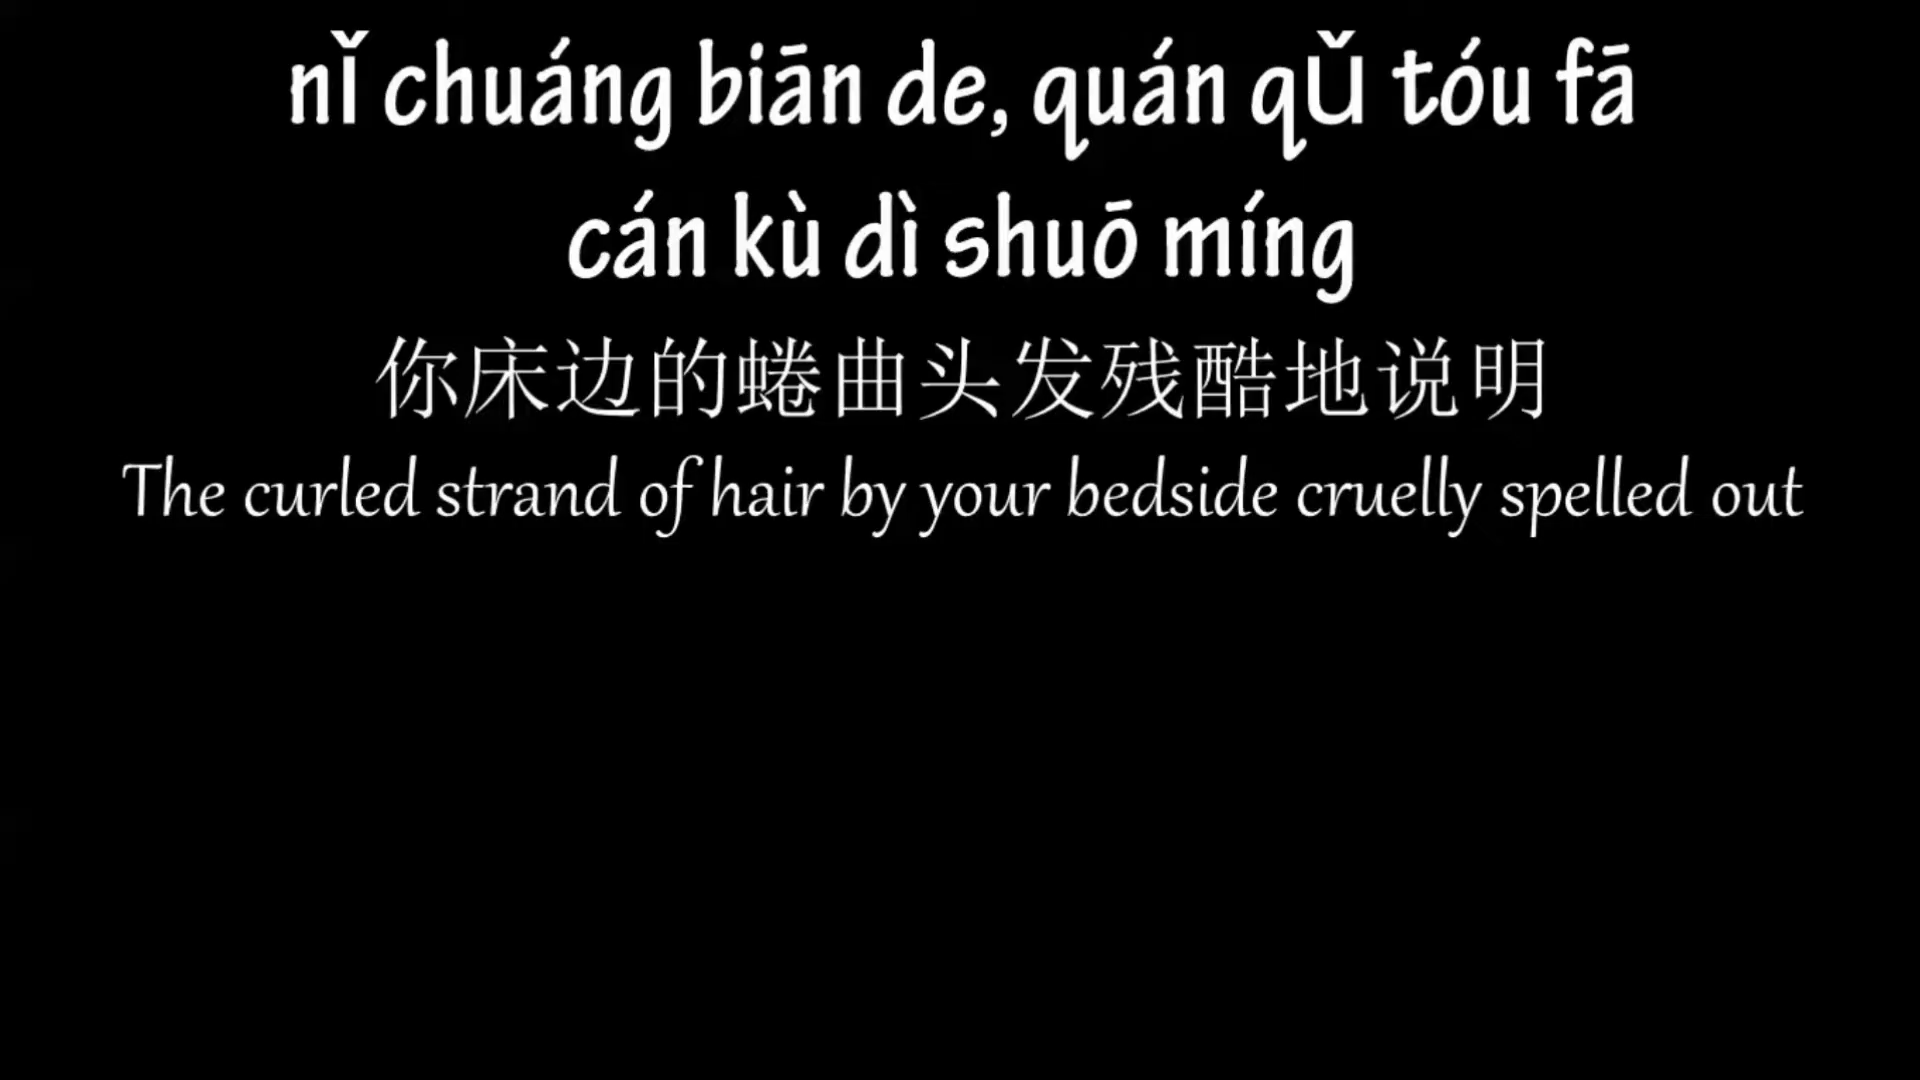 nǐ chuáng biān de, quán qǔ tóu fā
cán kù dì shuō míng
你床边的蜷曲头发残酷地说明
The curled strand of hair by your bedside cruelly spelled out